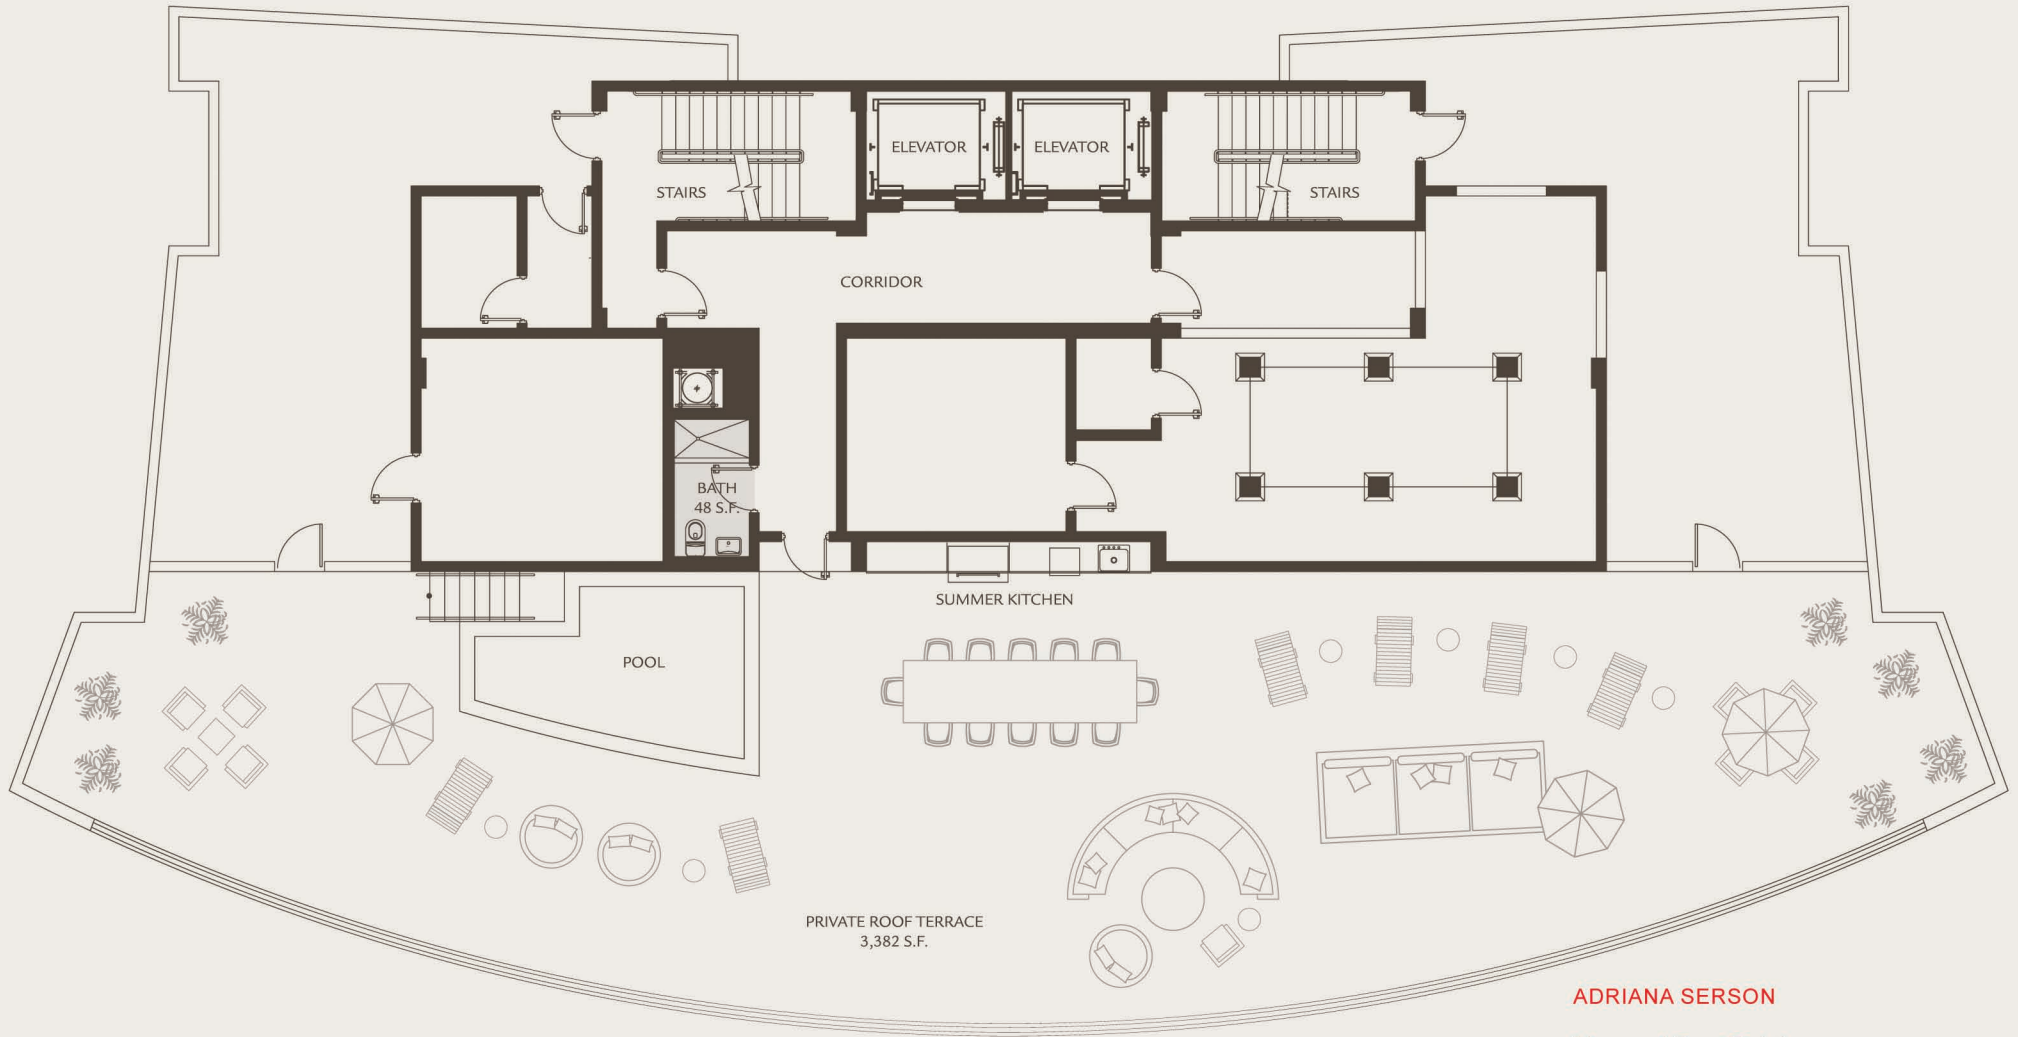 ELEVATOR
ELEVATOR
STAIRS
STAIRS
CORRIDOR
BATH
48 S.F.
SUMMER KITCHEN
POOL
PRIVATE ROOF TERRACE
3,382 S.F.
ADRIANA SERSON